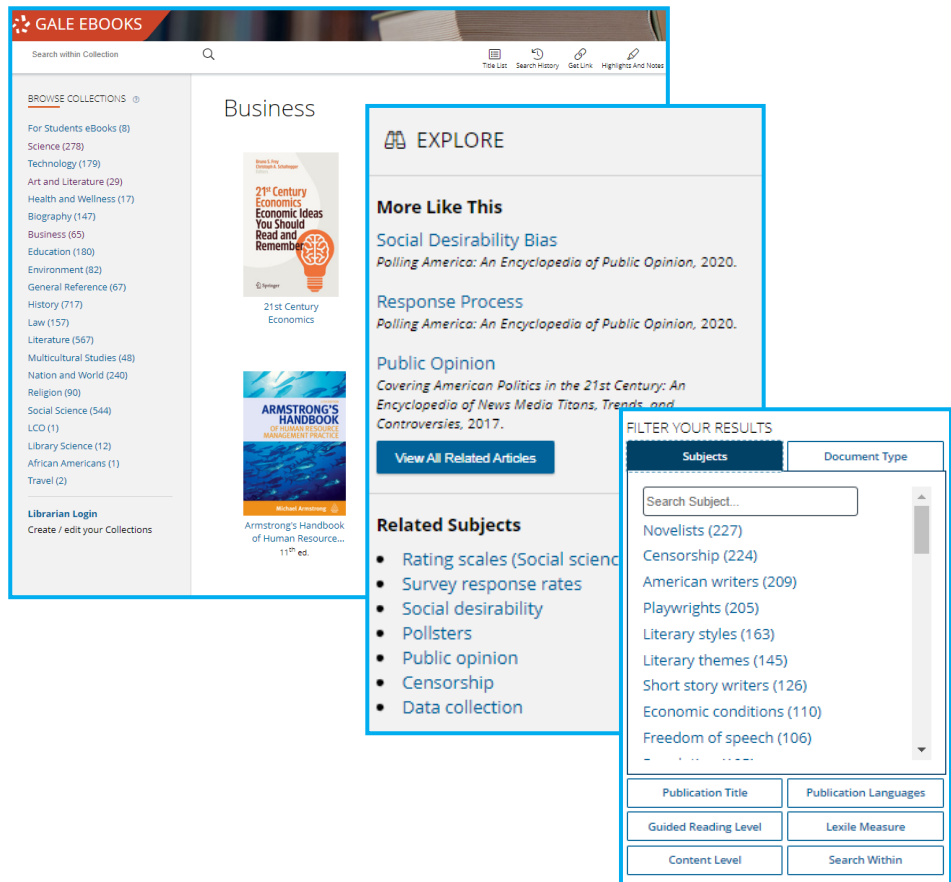 GALE EBOOKS
Search within Collection
Title List
Search History
Get Link
Highlights And Notes
BROWSE COLLECTIONS
For Students eBooks (8)
Science (278)
Technology (179)
Art and Literature (29)
Health and Wellness (17)
Biography (147)
Business (65)
Education (180)
Environment (82)
General Reference (67)
History (717)
Law (157)
Literature (567)
Multicultural Studies (48)
Nation and World (240)
Religion (90)
Social Science (544)
LCO (1)
Library Science (12)
African Americans (1)
Travel (2)
Librarian Login
Create / edit your Collections
Business
21st Century
Economics
Economic Ideas
You Should
Read and
Remember
Springer
21st Century
Economics
ARMSTRONG'S
HANDBOOK
OF HUMAN RESOURCE
MANAGEMENT PRACTICE
Michael Armstrong
Armstrong's Handbook
of Human Resource...
11th ed.
EXPLORE
More Like This
Social Desirability Bias
Polling America: An Encyclopedia of Public Opinion, 2020.
Response Process
Polling America: An Encyclopedia of Public Opinion, 2020.
Public Opinion
Covering American Politics in the 21st Century: An
Encyclopedia of News Media Titans, Trends, and
Controversies, 2017.
View All Related Articles
Related Subjects
• Rating scales (Social scienc
• Survey response rates
• Social desirability
• Pollsters
• Public opinion
• Censorship
• Data collection
FILTER YOUR RESULTS
Subjects
Document Type
Search Subject...
Novelists (227)
Censorship (224)
American writers (209)
Playwrights (205)
Literary styles (163)
Literary themes (145)
Short story writers (126)
Economic conditions (110)
Freedom of speech (106)
Publication Title
Publication Languages
Guided Reading Level
Lexile Measure
Content Level
Search Within